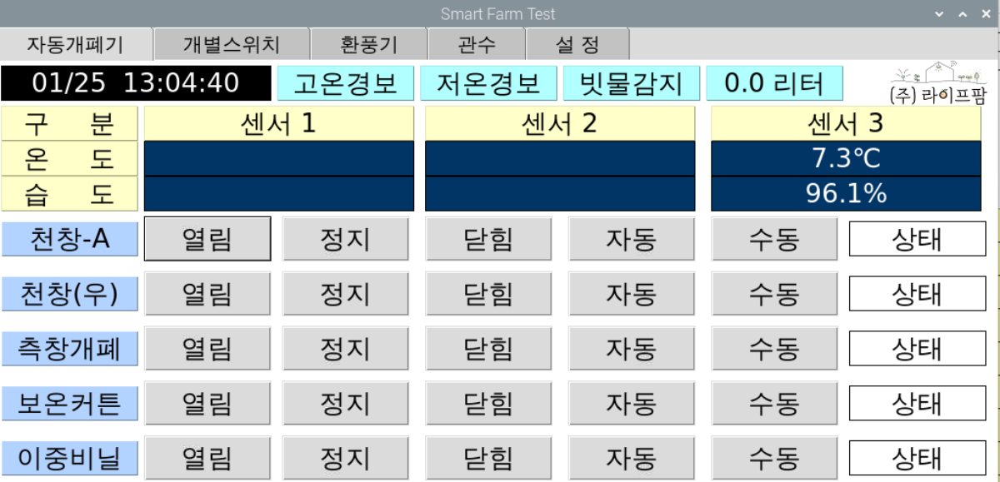 Smart Farm Test
자동개폐기 개별스위치 환풍기 관수 설 정
01/25 13:04:40 고온경보 저온경보 빗물감지 0.0 리터 (주) 라이프팜
구 분 센서 1 센서 2 센서 3
온 도 7.3℃
습 도 96.1%
천창-A 열림 정지 닫힘 자동 수동 상태
천창(우) 열림 정지 닫힘 자동 수동 상태
측창개폐 열림 정지 닫힘 자동 수동 상태
보온커튼 열림 정지 닫힘 자동 수동 상태
이중비닐 열림 정지 닫힘 자동 수동 상태